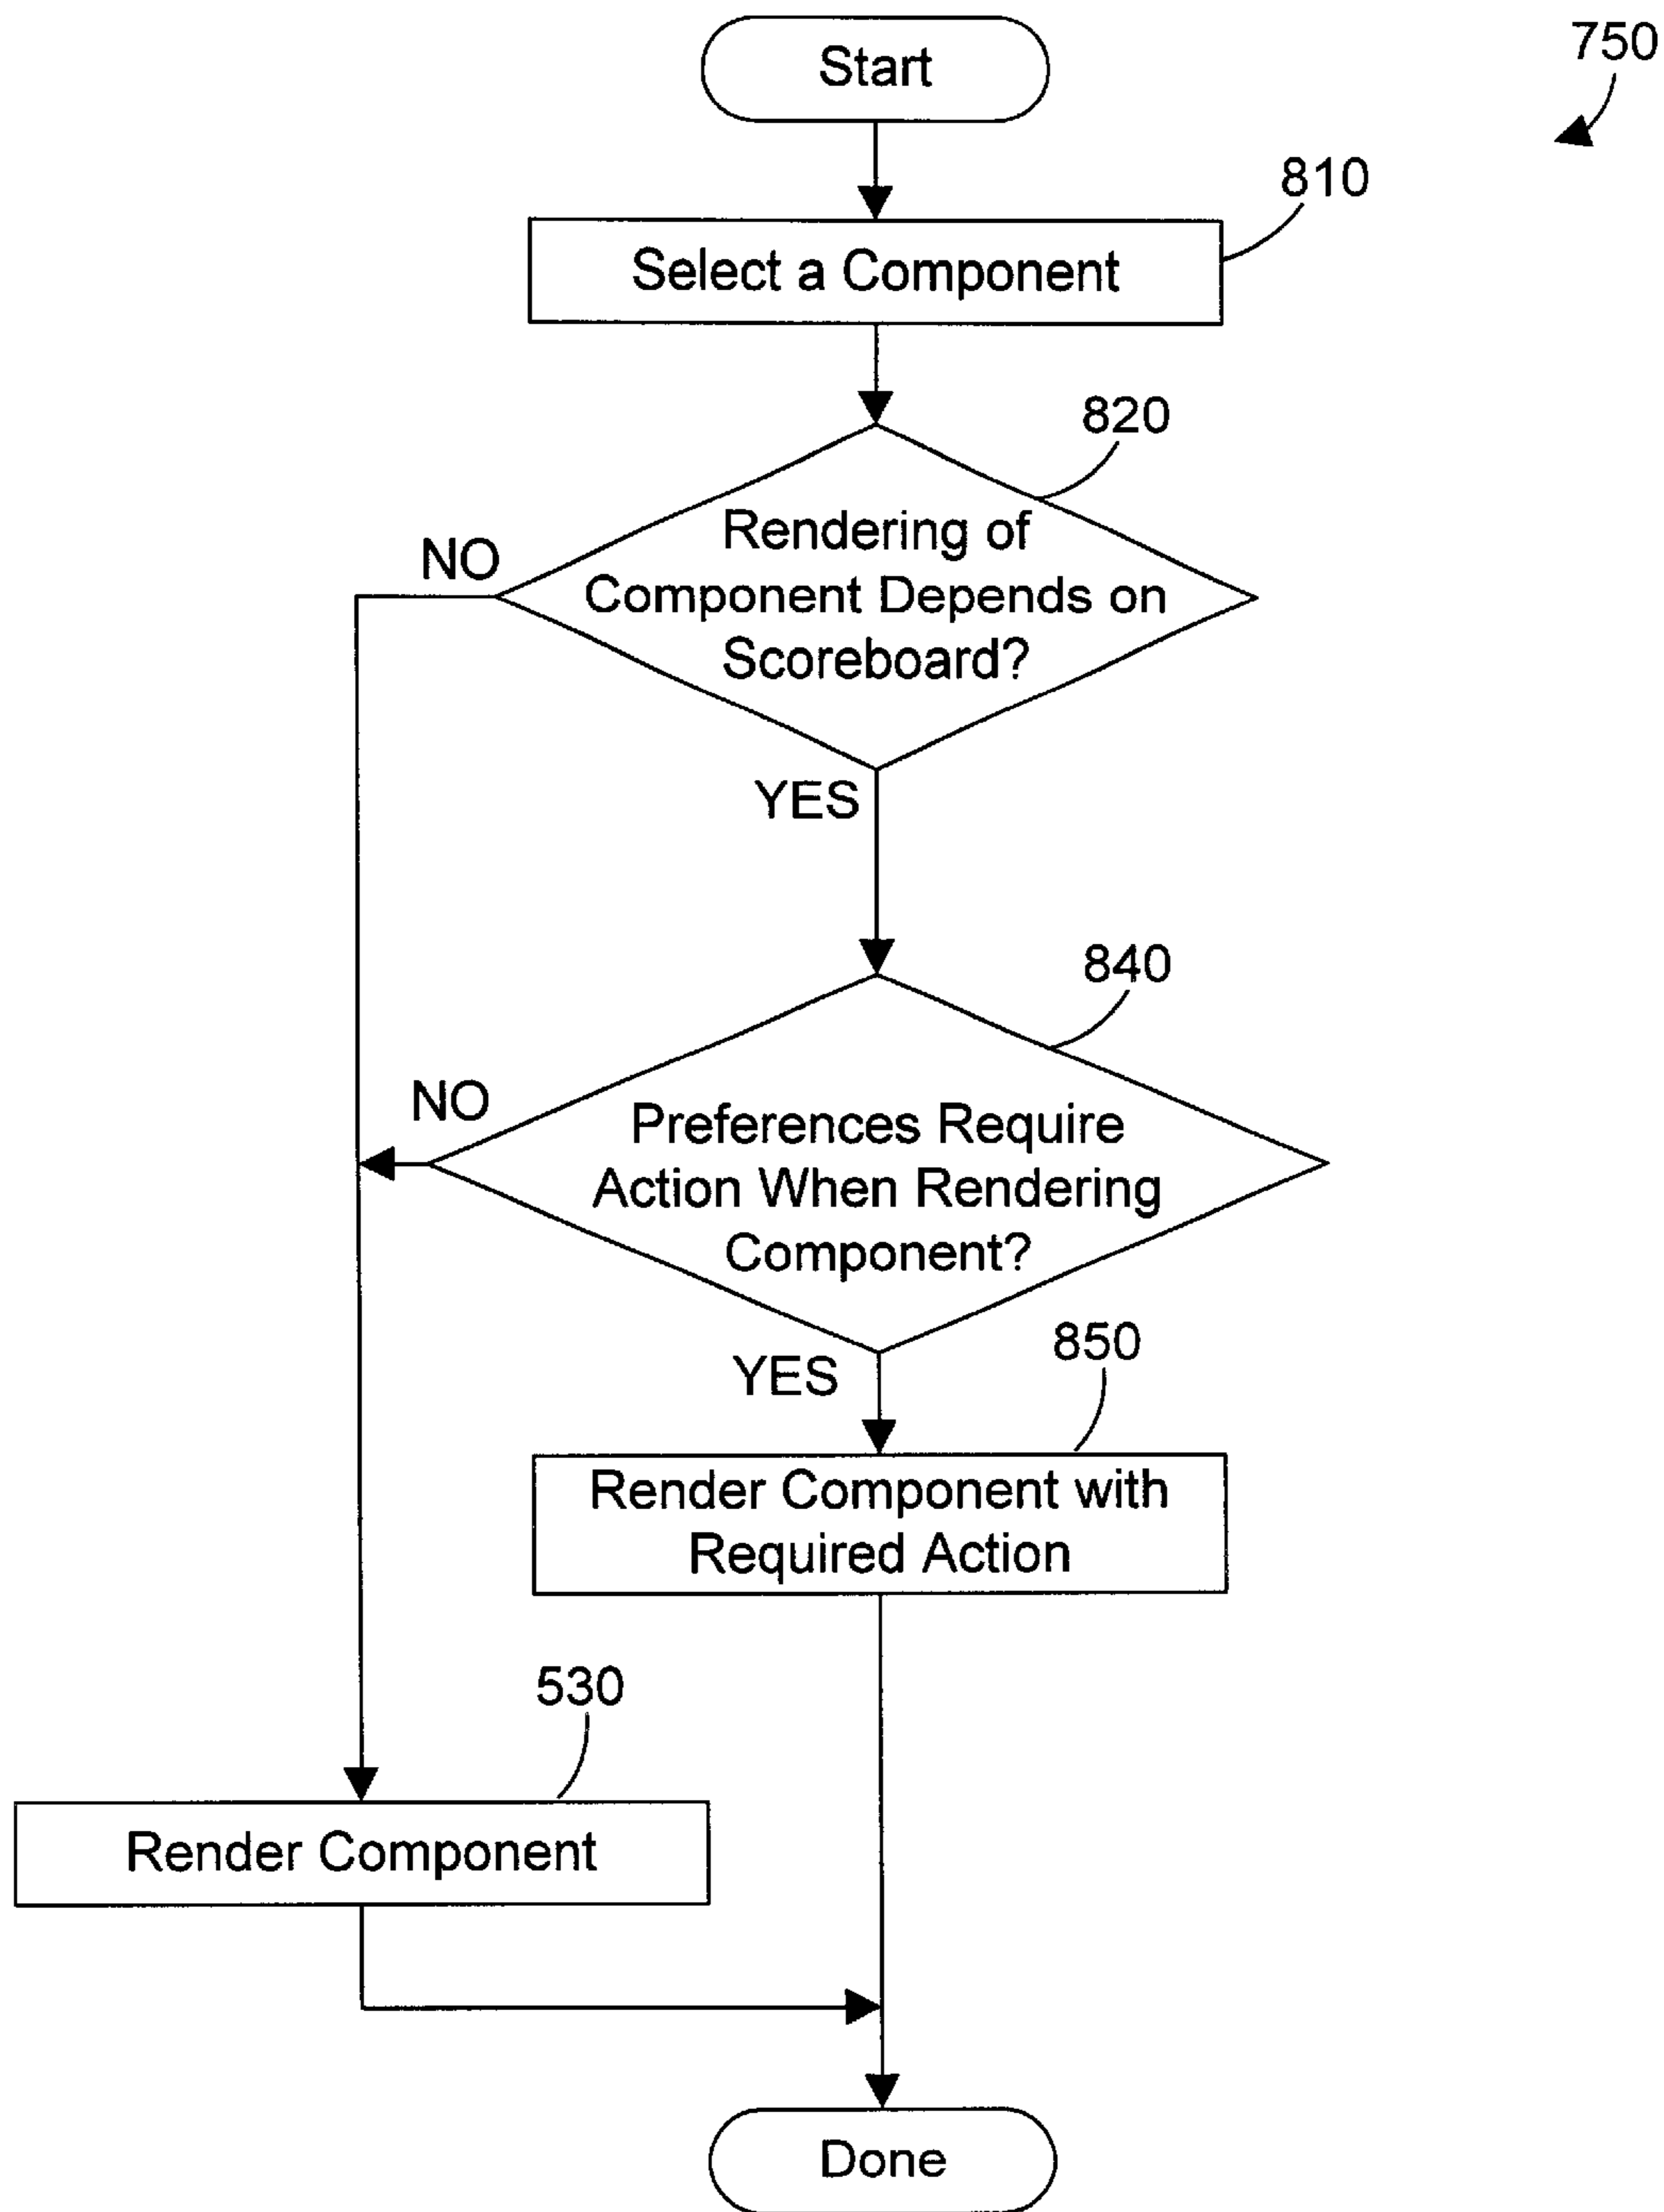 Start
750
810
Select a Component
820
NO
Rendering of
Component Depends on
Scoreboard?
YES
840
NO
Preferences Require
Action When Rendering
Component?
YES
850
Render Component with
Required Action
530
Render Component
Done